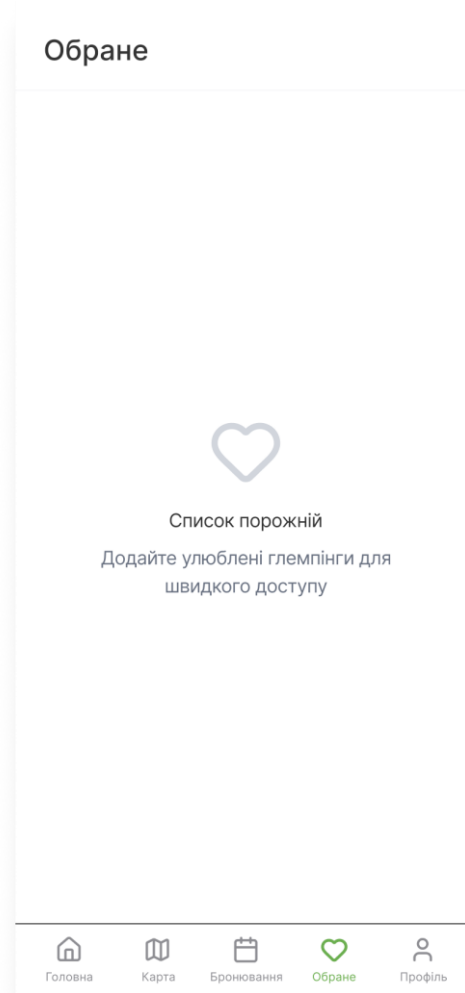 Обране
Список порожній
Додайте улюблені глемпінги для
швидкого доступу
Головна
Карта
Бронювання
Обране
Профіль